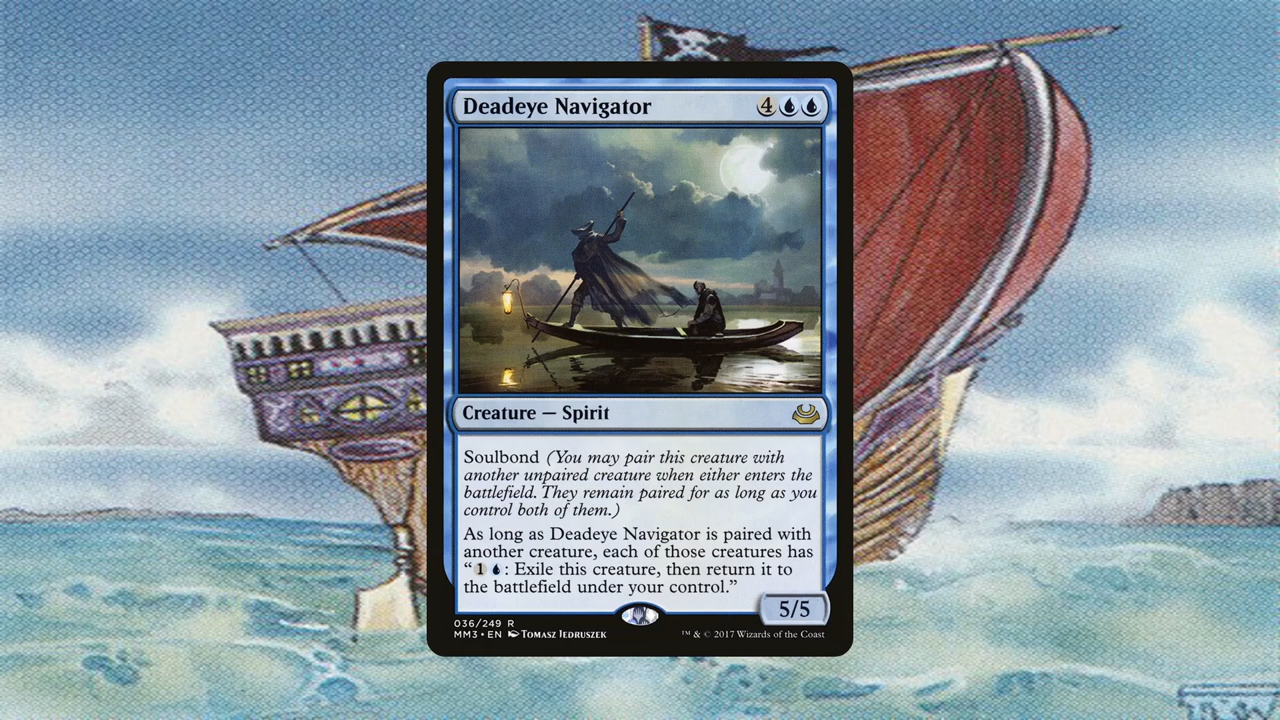 Deadeye Navigator 4
Creature — Spirit
Soulbond (You may pair this creature with
another unpaired creature when either enters the
battlefield. They remain paired for as long as you
control both of them.)
As long as Deadeye Navigator is paired with
another creature, each of those creatures has
“1 : Exile this creature, then return it to
the battlefield under your control.”
5/5
036/249 R
MM3 • EN Tomasz Jedruszek
™ & © 2017 Wizards of the Coast